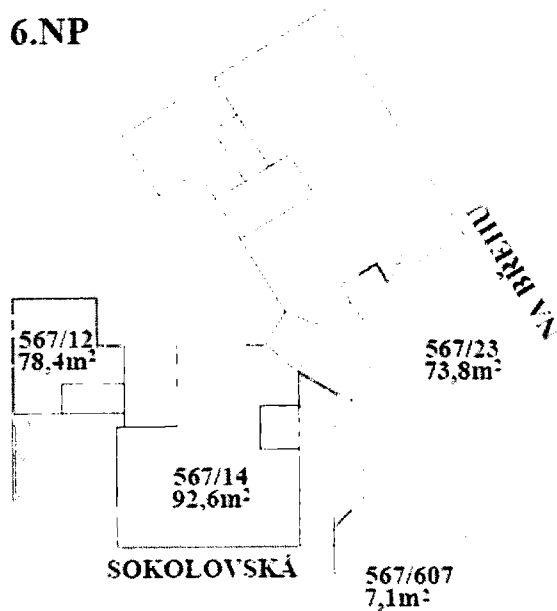 6.NP
NA BŘEHU
567/12
78,4m²
567/23
73,8m²
567/14
92,6m²
SOKOLOVSKÁ
567/607
7,1m²